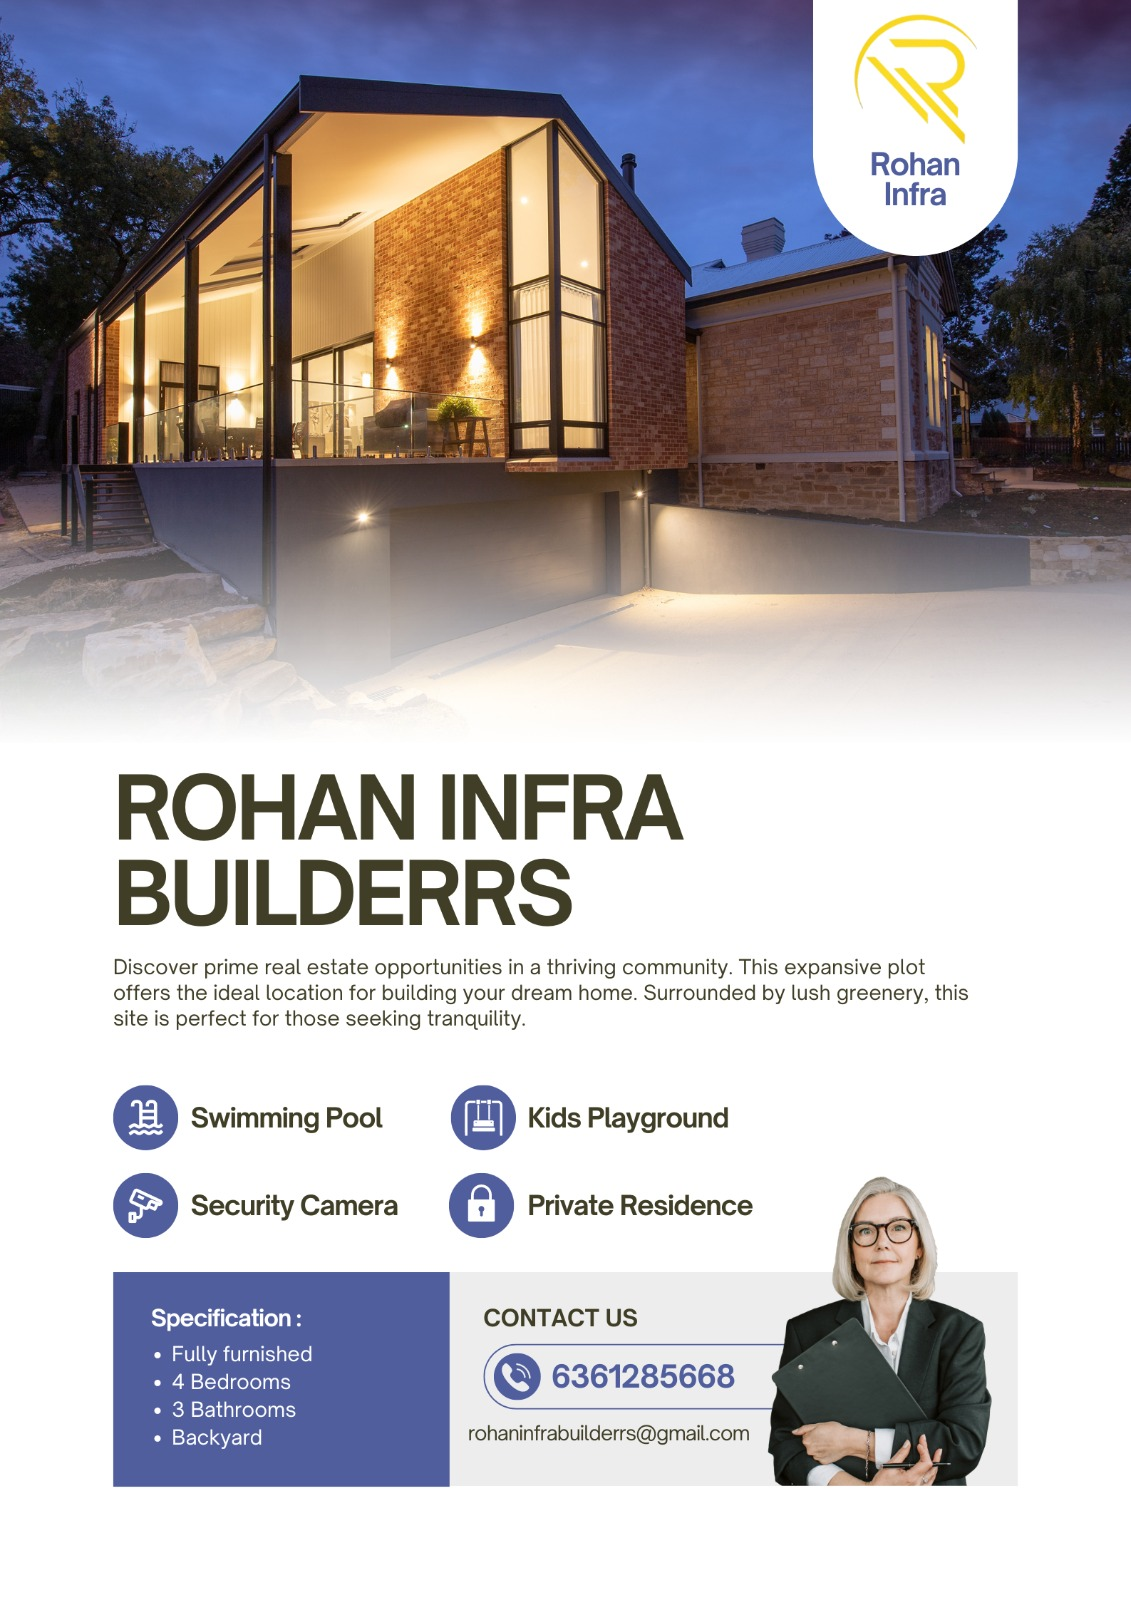 Rohan
Infra
ROHAN INFRA
BUILDERRS
Discover prime real estate opportunities in a thriving community. This expansive plot
offers the ideal location for building your dream home. Surrounded by lush greenery, this
site is perfect for those seeking tranquility.
Swimming Pool
Kids Playground
Security Camera
Private Residence
Specification :
• Fully furnished
• 4 Bedrooms
• 3 Bathrooms
• Backyard
CONTACT US
6361285668
rohaninfrabuilderrs@gmail.com